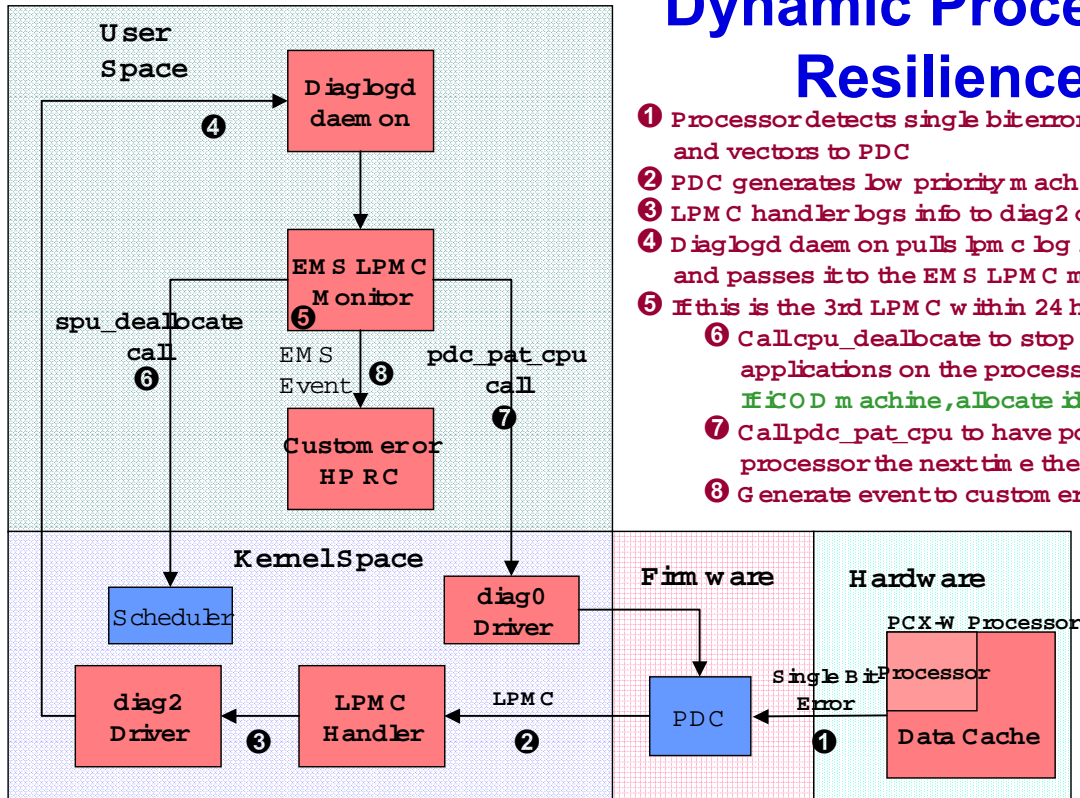 Dynamic
Resilience
User
Space
Diaglogd
daemon
❹
EMS LPMC
Monitor
❺
spu_deallocate
call
❻
EMS
Event
❽
pdc_pat_cpu
call
❼
Customer or
HP RC
❶ Processor detects single bit error
and vectors to PDC
❷ PDC generates low priority mach
❸ LPMC handler logs info to diag2
❹ Diaglogd daemon pulls lpmc log
and passes it to the EMS LPMC
❺ If this is the 3rd LPMC within 24
❻ Call cpu_deallocate to stop
applications on the
If iCOD machine, allocate
❼ Call pdc_pat_cpu to have
processor the next time the
❽ Generate event to
Kernel Space
Scheduler
diag0
Driver
diag2
Driver
❸
LPMC
Handler
LPMC
❷
Firmware
PDC
Single Bit
Error
❶
Hardware
PCX-W Processor
Processor
Data Cache